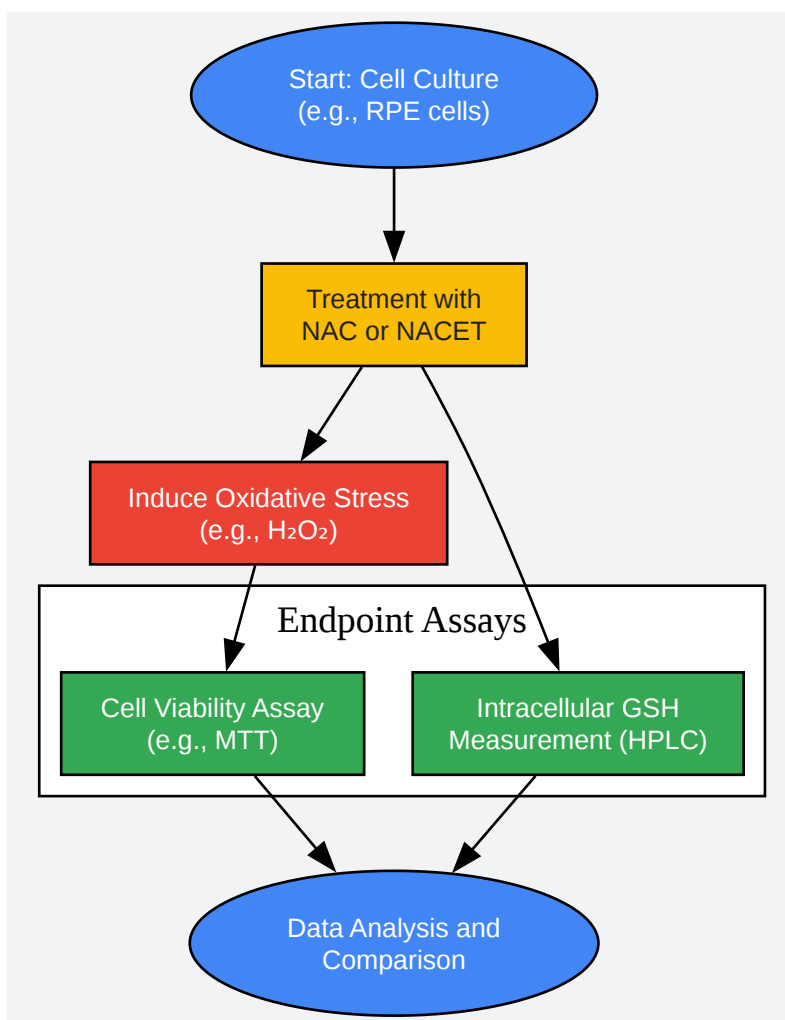 Start: Cell Culture
(e.g., RPE cells)
Treatment with
NAC or NACET
Induce Oxidative Stress
(e.g., H₂O₂)
Endpoint Assays
Cell Viability Assay
(e.g., MTT)
Intracellular GSH
Measurement (HPLC)
Data Analysis and
Comparison